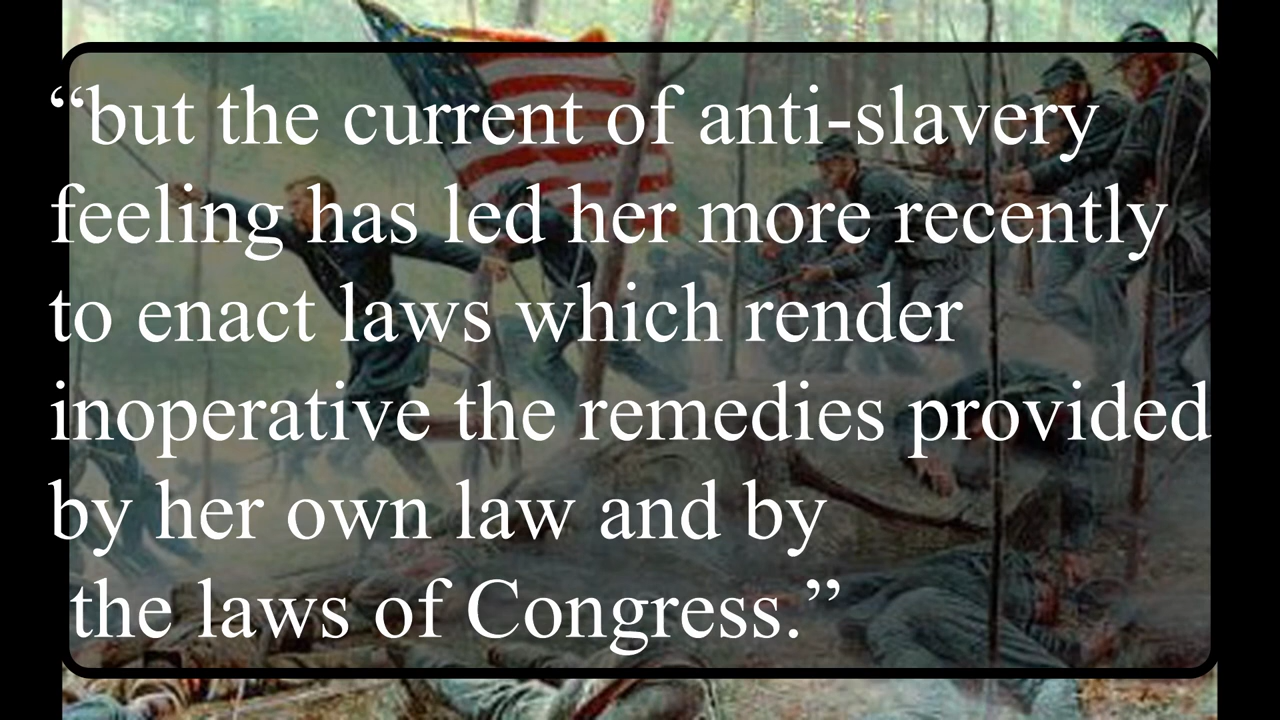 “but the current of anti-slavery
feeling has led her more recently
to enact laws which render
inoperative the remedies provided
by her own law and by
the laws of Congress.”